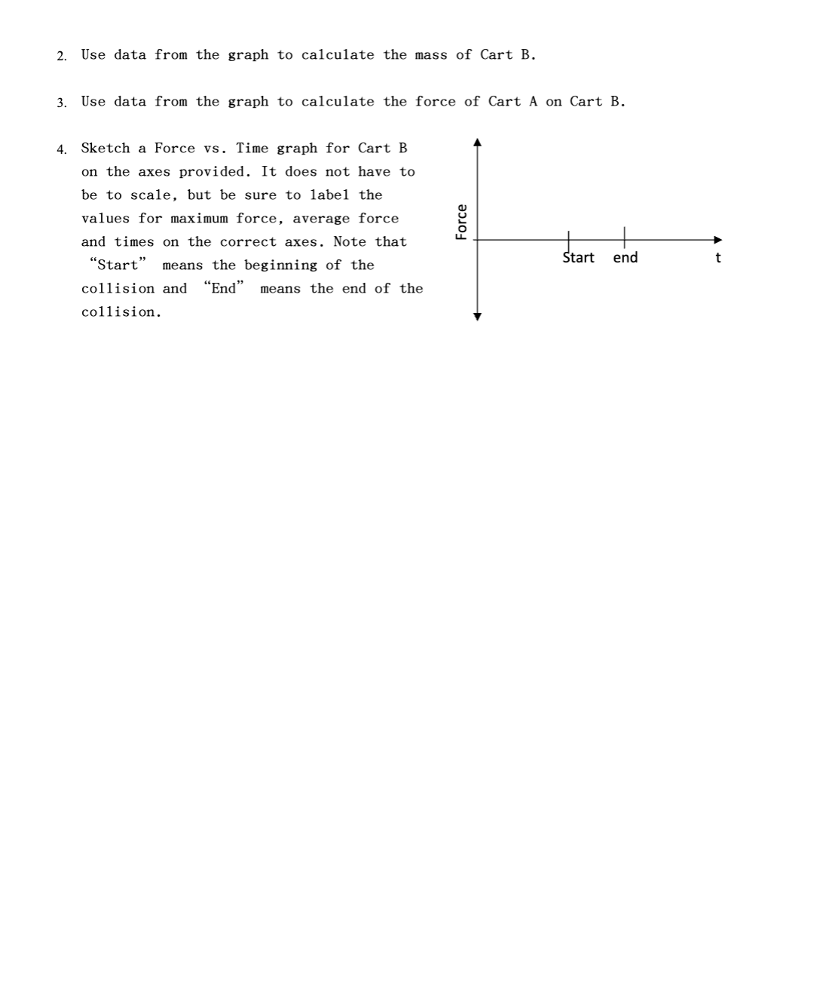 2. Use data from the graph to calculate the mass of Cart B.
3. Use data from the graph to calculate the force of Cart A on Cart B.
4. Sketch a Force vs. Time graph for Cart B
on the axes provided. It does not have to
be to scale, but be sure to label the
values for maximum force, average force
and times on the correct axes. Note that
“Start” means the beginning of the
collision and “End” means the end of the
collision.
Force
Start end t